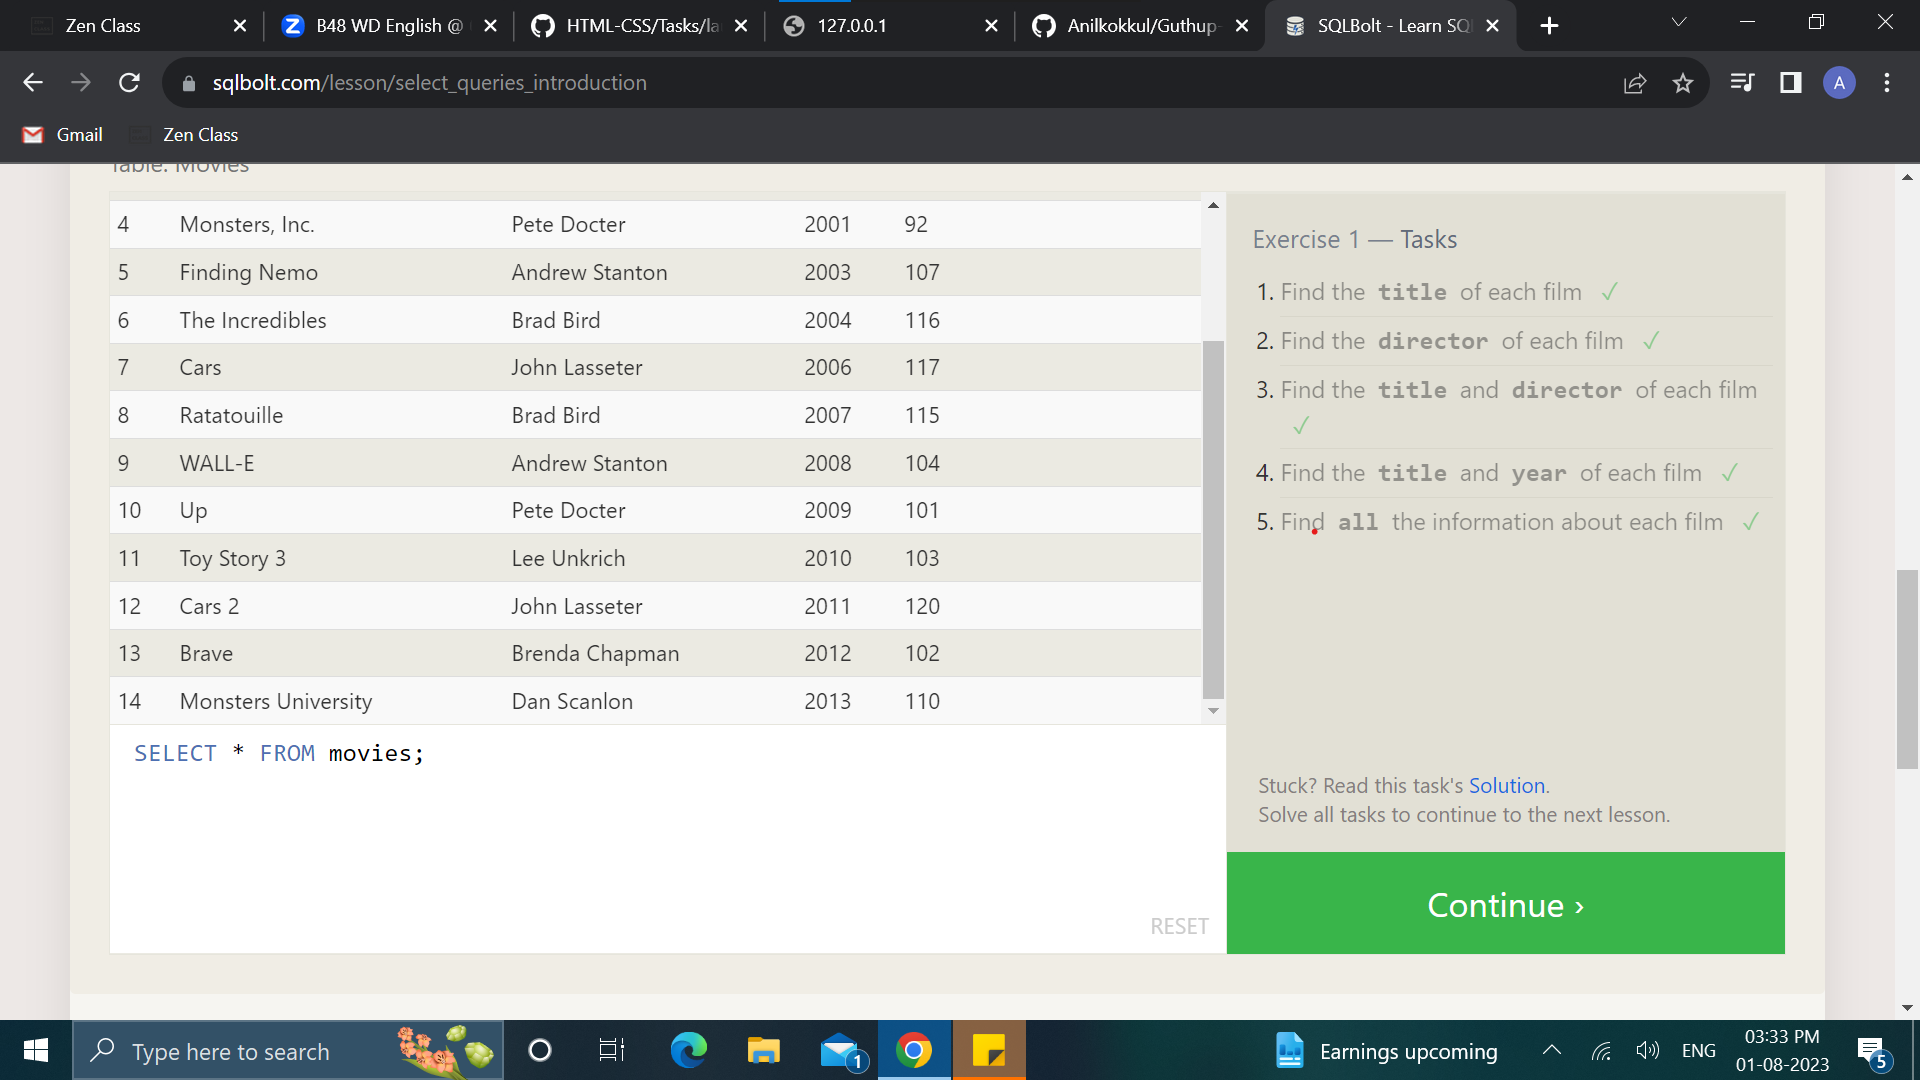 Zen Class
B48 WD English @
HTML-CSS/Tasks/la
127.0.0.1
Anilkokkul/Guthup-
SQLBolt - Learn SQL
sqlbolt.com/lesson/select_queries_introduction
A
Gmail
Zen Class
Table: Movies
4 Monsters, Inc. Pete Docter 2001 92
5 Finding Nemo Andrew Stanton 2003 107
6 The Incredibles Brad Bird 2004 116
7 Cars John Lasseter 2006 117
8 Ratatouille Brad Bird 2007 115
9 WALL-E Andrew Stanton 2008 104
10 Up Pete Docter 2009 101
11 Toy Story 3 Lee Unkrich 2010 103
12 Cars 2 John Lasseter 2011 120
13 Brave Brenda Chapman 2012 102
14 Monsters University Dan Scanlon 2013 110
SELECT * FROM movies;
RESET
Exercise 1 — Tasks
1. Find the title of each film ✓
2. Find the director of each film ✓
3. Find the title and director of each film
✓
4. Find the title and year of each film ✓
5. Find all the information about each film ✓
Stuck? Read this task's Solution.
Solve all tasks to continue to the next lesson.
Continue ›
Type here to search
1
Earnings upcoming
ENG
03:33 PM
01-08-2023
5